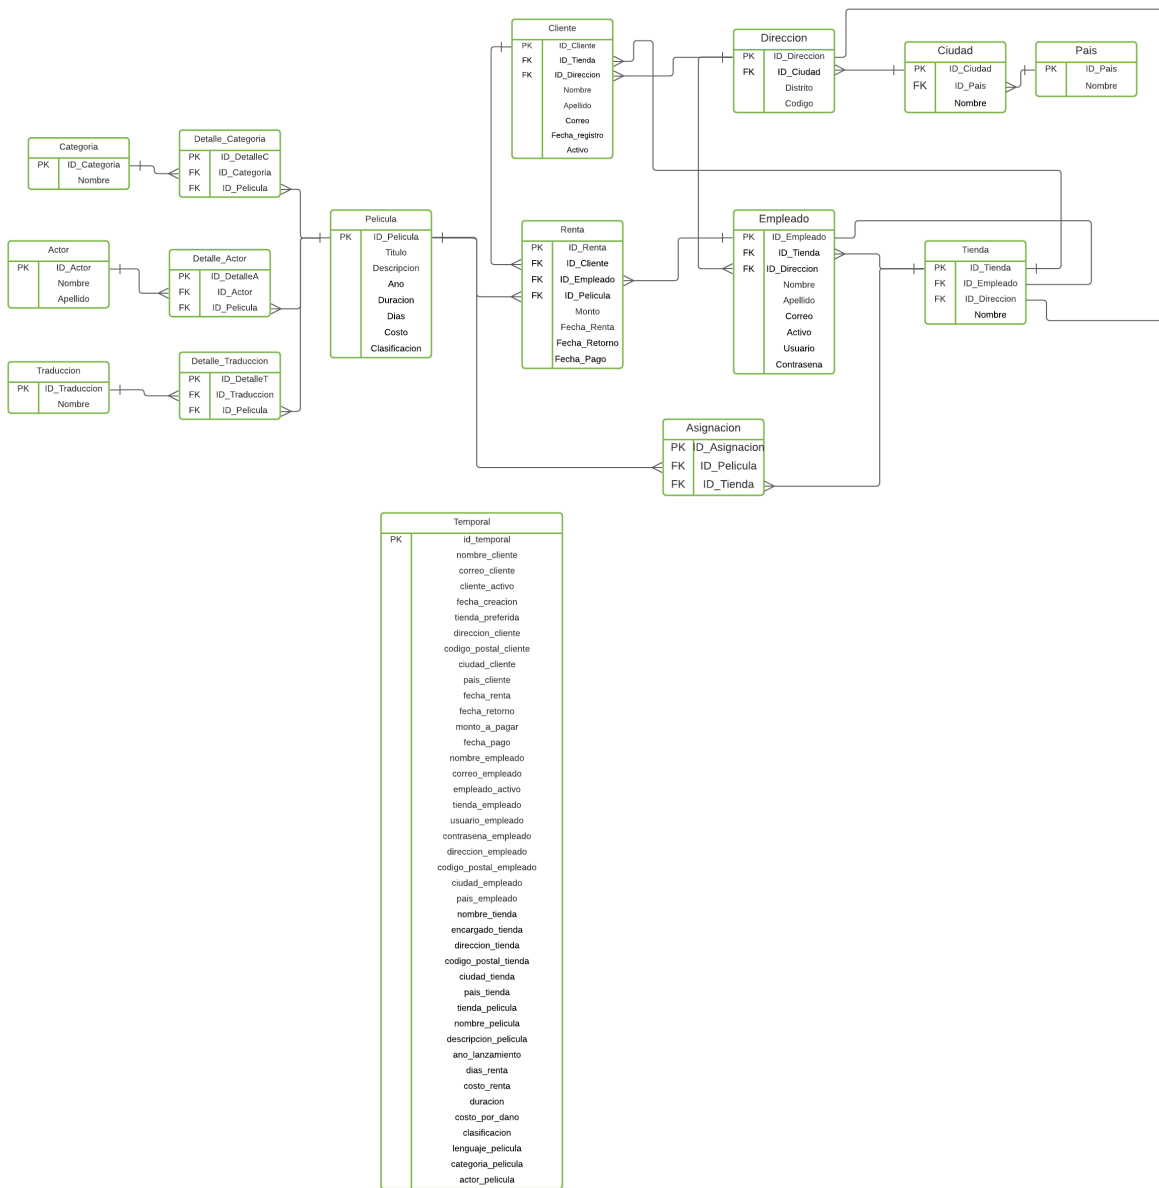 Cliente
PK ID_Cliente
FK ID_Tienda
FK ID_Direccion
Nombre
Apellido
Correo
Fecha_registro
Activo
Direccion
PK ID_Direccion
FK ID_Ciudad
Distrito
Codigo
Ciudad
PK ID_Ciudad
FK ID_Pais
Nombre
Pais
PK ID_Pais
Nombre
Categoria
PK ID_Categoria
Nombre
Detalle_Categoria
PK ID_DetalleC
FK ID_Categoria
FK ID_Pelicula
Actor
PK ID_Actor
Nombre
Apellido
Detalle_Actor
PK ID_DetalleA
FK ID_Actor
FK ID_Pelicula
Traduccion
PK ID_Traduccion
Nombre
Detalle_Traduccion
PK ID_DetalleT
FK ID_Traduccion
FK ID_Pelicula
Pelicula
PK ID_Pelicula
Titulo
Descripcion
Ano
Duracion
Dias
Costo
Clasificacion
Renta
PK ID_Renta
FK ID_Cliente
FK ID_Empleado
FK ID_Pelicula
Monto
Fecha_Renta
Fecha_Retorno
Fecha_Pago
Empleado
PK ID_Empleado
FK ID_Tienda
FK ID_Direccion
Nombre
Apellido
Correo
Activo
Usuario
Contrasena
Tienda
PK ID_Tienda
FK ID_Empleado
FK ID_Direccion
Nombre
Asignacion
PK ID_Asignacion
FK ID_Pelicula
FK ID_Tienda
Temporal
PK id_temporal
nombre_cliente
correo_cliente
cliente_activo
fecha_creacion
tienda_preferida
direccion_cliente
codigo_postal_cliente
ciudad_cliente
pais_cliente
fecha_renta
fecha_retorno
monto_a_pagar
fecha_pago
nombre_empleado
correo_empleado
empleado_activo
tienda_empleado
usuario_empleado
contrasena_empleado
direccion_empleado
codigo_postal_empleado
ciudad_empleado
pais_empleado
nombre_tienda
encargado_tienda
direccion_tienda
codigo_postal_tienda
ciudad_tienda
pais_tienda
tienda_pelicula
nombre_pelicula
descripcion_pelicula
ano_lanzamiento
dias_renta
costo_renta
duracion
costo_por_dano
clasificacion
lenguaje_pelicula
categoria_pelicula
actor_pelicula